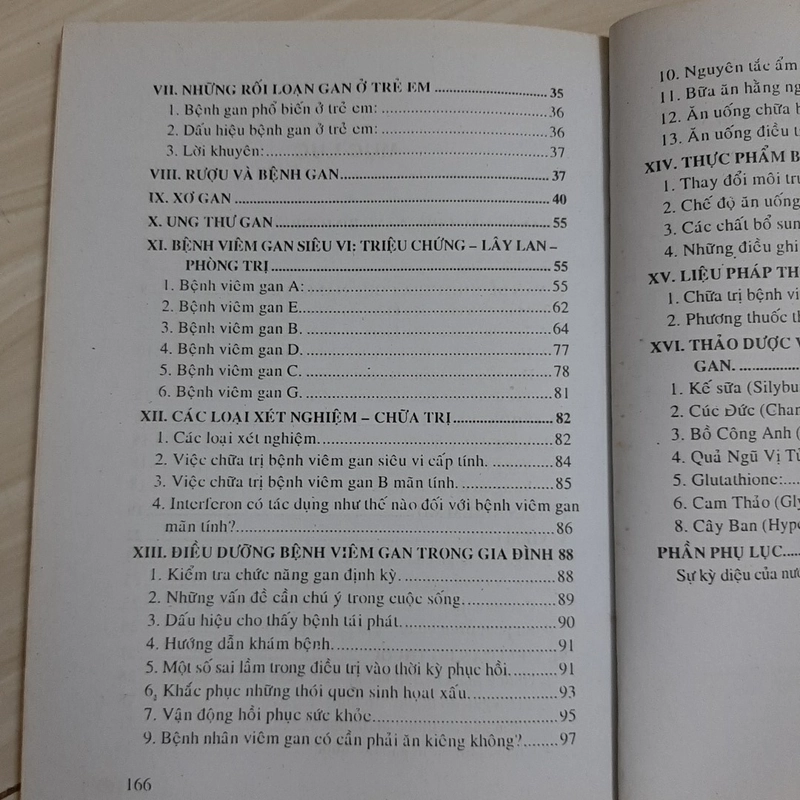 VII. NHỮNG RỐI LOẠN GAN Ở TRẺ EM ..... 35
1. Bệnh gan phổ biến ở trẻ em: ..... 36
2. Dấu hiệu bệnh gan ở trẻ em: ..... 36
3. Lời khuyên: ..... 37
VIII. RƯỢU VÀ BỆNH GAN ..... 37
IX. XƠ GAN ..... 40
X. UNG THƯ GAN ..... 55
XI. BỆNH VIÊM GAN SIÊU VI: TRIỆU CHỨNG – LÂY LAN –
PHÒNG TRỊ ..... 55
1. Bệnh viêm gan A: ..... 55
2. Bệnh viêm gan E ..... 62
3. Bệnh viêm gan B. ..... 64
4. Bệnh viêm gan D. ..... 77
5. Bệnh viêm gan C. ..... 78
6. Bệnh viêm gan G. ..... 81
XII. CÁC LOẠI XÉT NGHIỆM – CHỮA TRỊ ..... 82
1. Các loại xét nghiệm. ..... 82
2. Việc chữa trị bệnh viêm gan siêu vi cấp tính. ..... 84
3. Việc chữa trị bệnh viêm gan B mãn tính. ..... 85
4. Interferon có tác dụng như thế nào đối với bệnh viêm gan
mãn tính? ..... 86
XIII. ĐIỀU DƯỠNG BỆNH VIÊM GAN TRONG GIA ĐÌNH 88
1. Kiểm tra chức năng gan định kỳ. ..... 88
2. Những vấn đề cần chú ý trong cuộc sống. ..... 89
3. Dấu hiệu cho thấy bệnh tái phát. ..... 90
4. Hướng dẫn khám bệnh. ..... 91
5. Một số sai lầm trong điều trị vào thời kỳ phục hồi. ..... 91
6. Khắc phục những thói quen sinh hoạt xấu. ..... 93
7. Vận động hồi phục sức khỏe ..... 95
9. Bệnh nhân viêm gan có cần phải ăn kiêng không? ..... 97
166
10. Nguyên tắc ẩm
11. Bữa ăn hằng ng
12. Ăn uống chữa b
13. Ăn uống điều t
XIV. THỰC PHẨM B
1. Thay đổi môi trư
2. Chế độ ăn uống
3. Các chất bổ sun
4. Những điều ghi
XV. LIỆU PHÁP TH
1. Chữa trị bệnh vi
2. Phương thuốc th
XVI. THẢO DƯỢC V
GAN. .....
1. Kế sữa (Silybu
2. Cúc Đức (Cham
3. Bồ Công Anh (
4. Quả Ngũ Vị Tử
5. Glutathione: .....
6. Cam Thảo (Gly
8. Cây Ban (Hype
PHẦN PHỤ LỤC .....
Sự kỳ diệu của nư